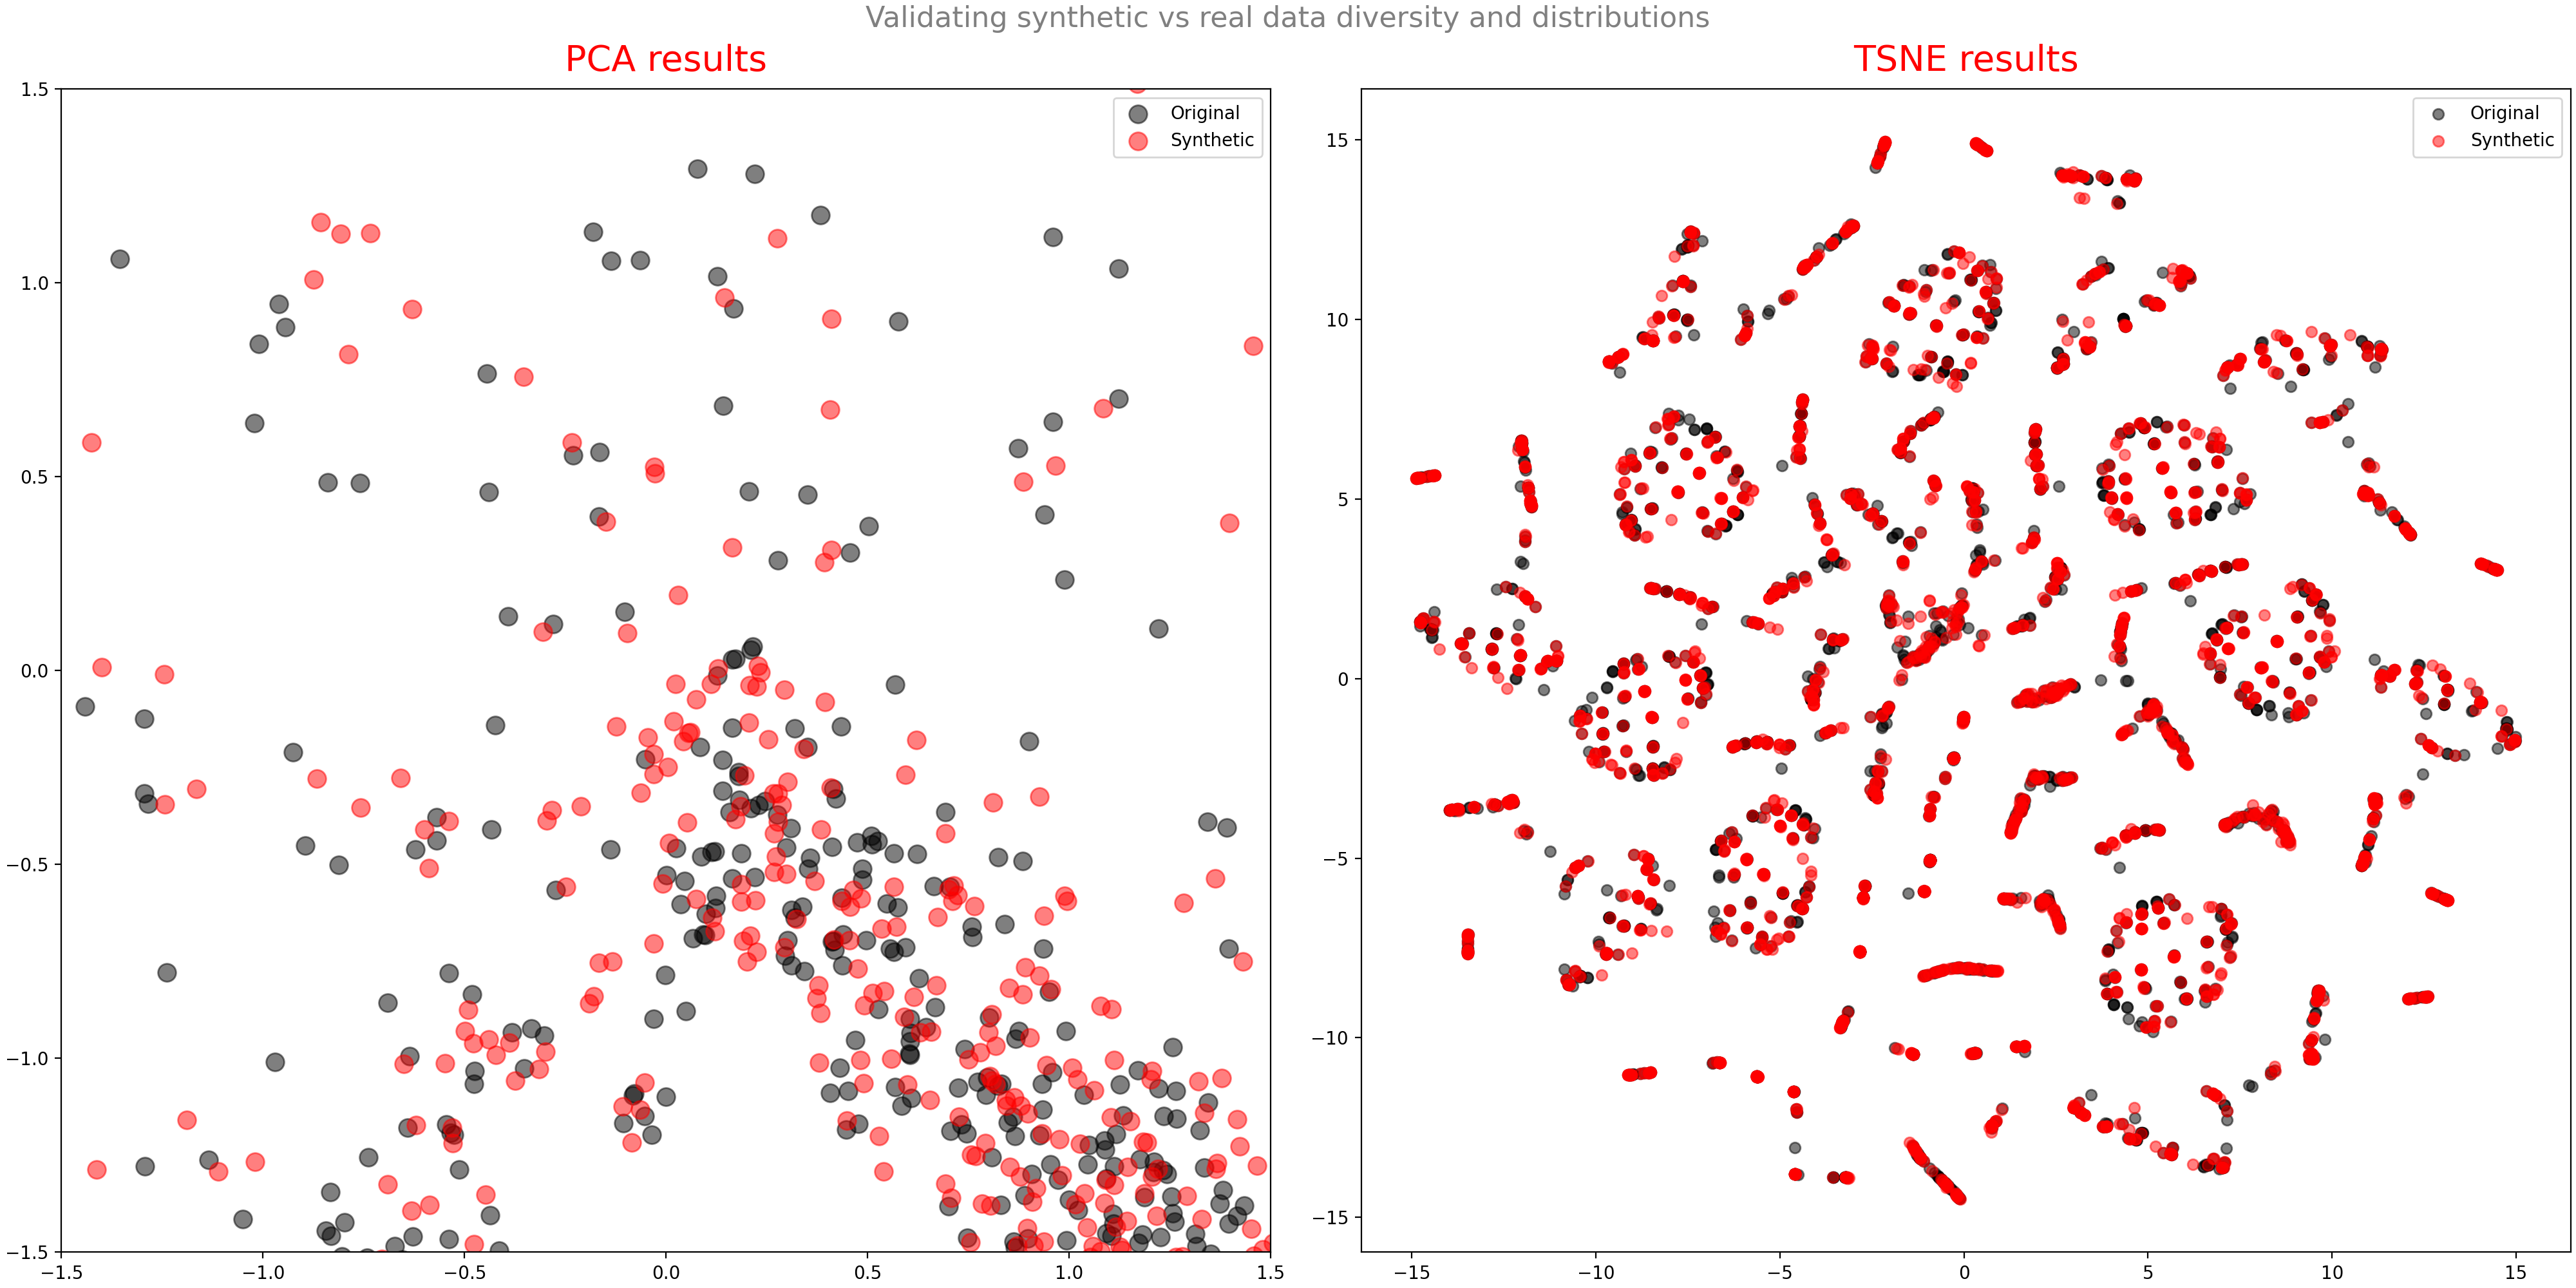 Validating synthetic vs real data diversity and distributions
PCA results
TSNE results
Original
Synthetic
Original
Synthetic
1.5
1.0
0.5
0.0
−0.5
−1.0
−1.5
−1.5 −1.0 −0.5 0.0 0.5 1.0 1.5
15
10
5
0
−5
−10
−15
−15 −10 −5 0 5 10 15